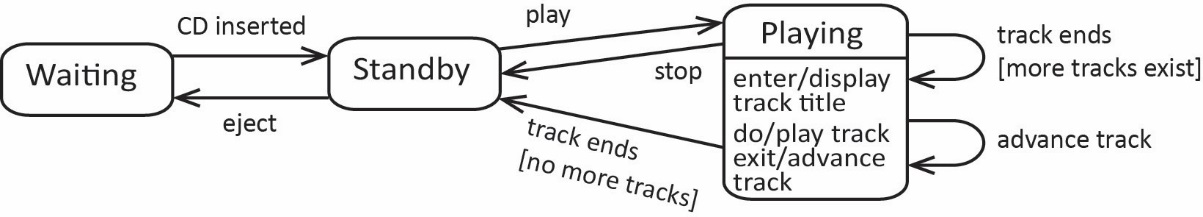 CD inserted
Waiting
eject
Standby
play
stop
track ends
[no more tracks]
Playing
enter/display
track title
do/play track
exit/advance
track
track ends
[more tracks exist]
advance track